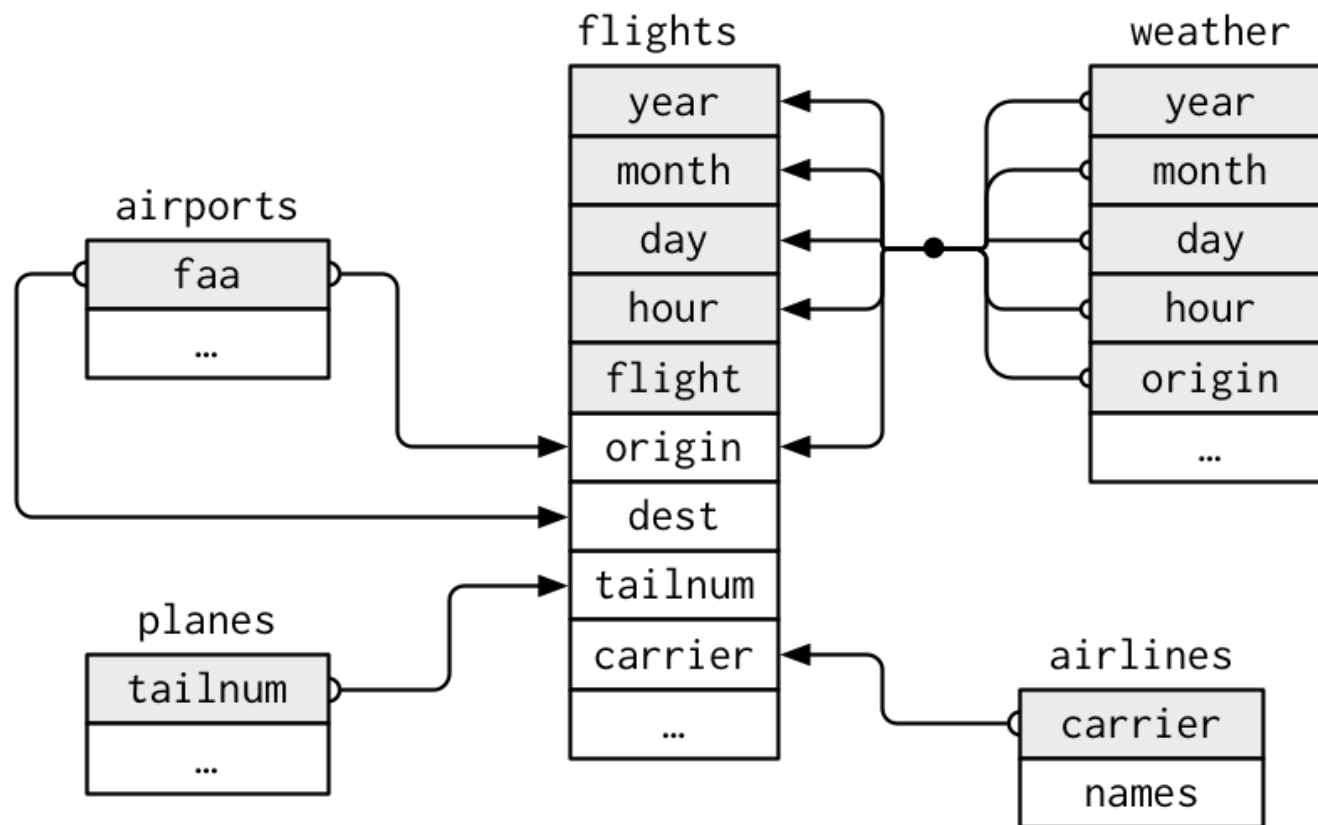 flights
year
month
day
hour
flight
origin
dest
tailnum
carrier
…
weather
year
month
day
hour
origin
…
airports
faa
…
planes
tailnum
…
airlines
carrier
names